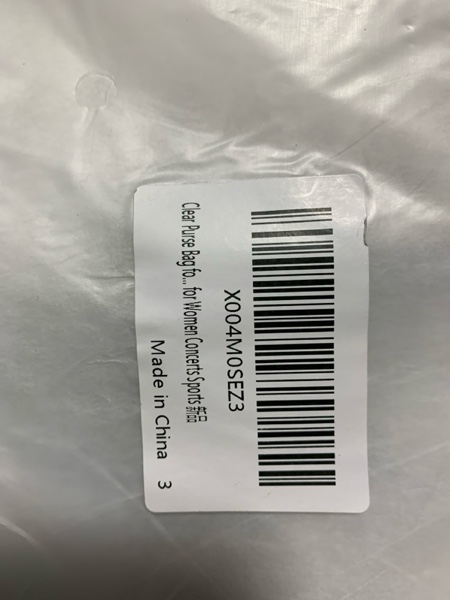 X004M0SEZ3
Clear Purse Bag fo... for Women Concerts Sports 新品
Made in China 3